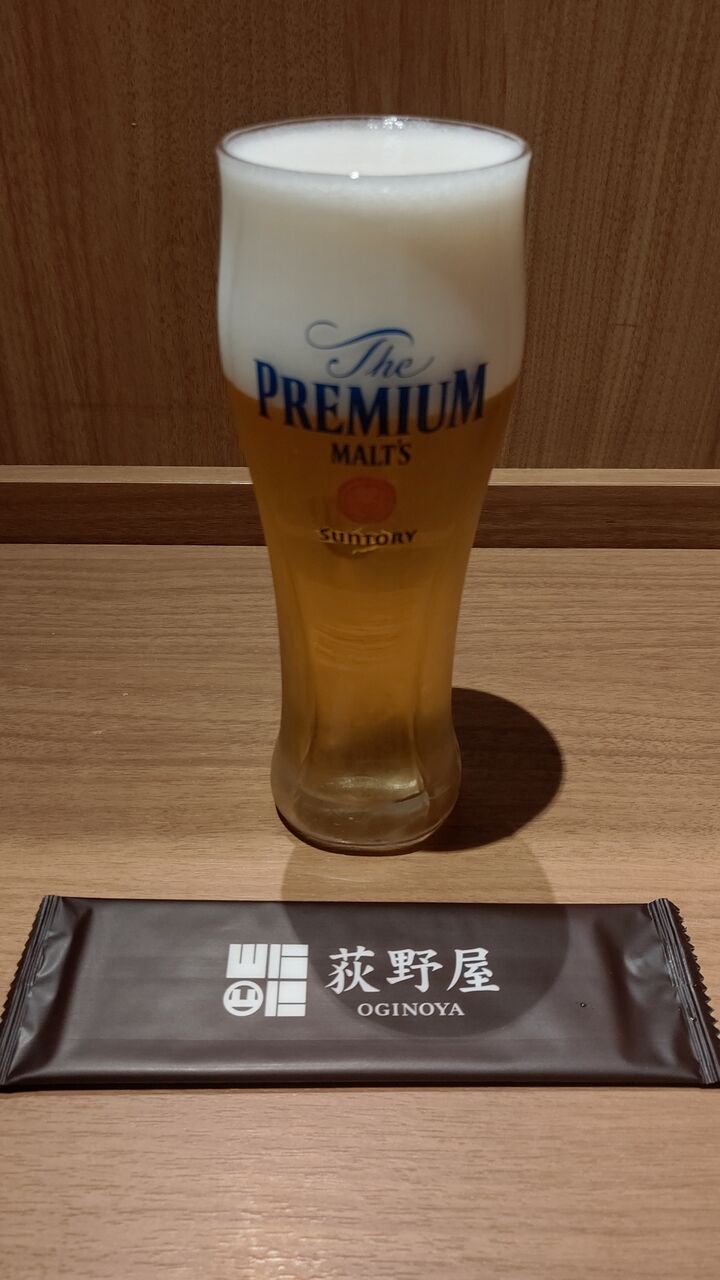 The
PREMIUM
MALT'S
SUNTORY
荻野屋
OGINOYA